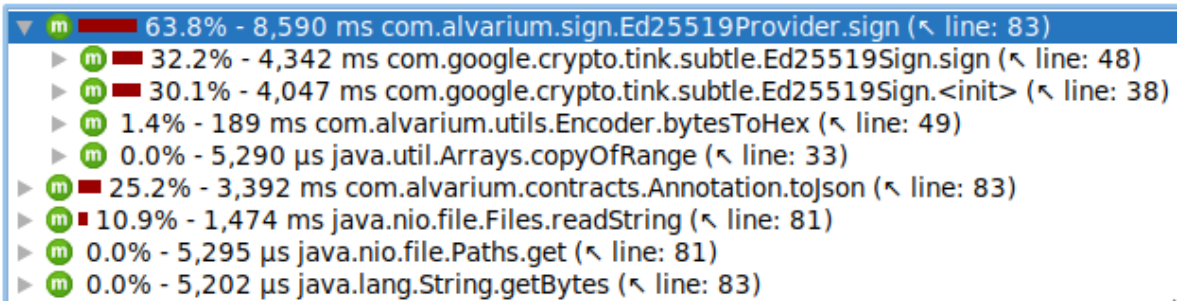 m 63.8% - 8,590 ms com.alvarium.sign.Ed25519Provider.sign (↖ line: 83)
m 32.2% - 4,342 ms com.google.crypto.tink.subtle.Ed25519Sign.sign (↖ line: 48)
m 30.1% - 4,047 ms com.google.crypto.tink.subtle.Ed25519Sign.<init> (↖ line: 38)
m 1.4% - 189 ms com.alvarium.utils.Encoder.bytesToHex (↖ line: 49)
m 0.0% - 5,290 µs java.util.Arrays.copyOfRange (↖ line: 33)
m 25.2% - 3,392 ms com.alvarium.contracts.Annotation.toJson (↖ line: 83)
m 10.9% - 1,474 ms java.nio.file.Files.readString (↖ line: 81)
m 0.0% - 5,295 µs java.nio.file.Paths.get (↖ line: 81)
m 0.0% - 5,202 µs java.lang.String.getBytes (↖ line: 83)